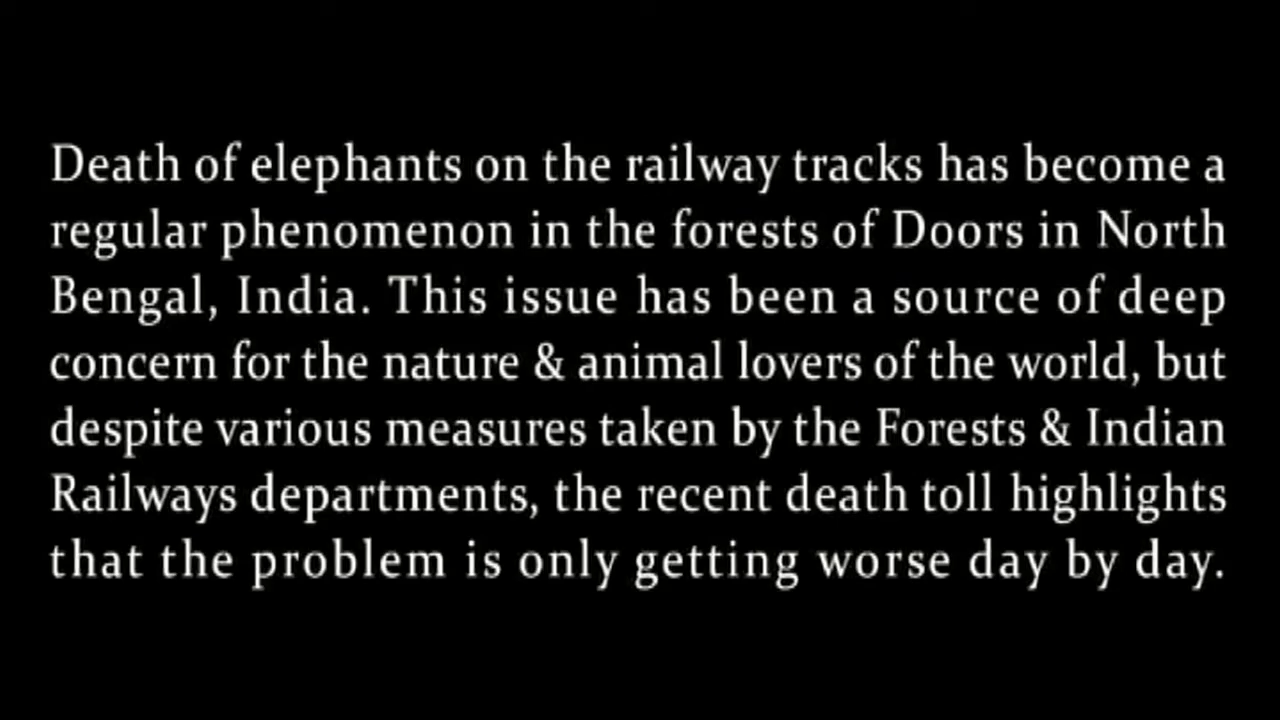 Death of elephants on the railway tracks has become a
regular phenomenon in the forests of Doors in North
Bengal, India. This issue has been a source of deep
concern for the nature & animal lovers of the world, but
despite various measures taken by the Forests & Indian
Railways departments, the recent death toll highlights
that the problem is only getting worse day by day.